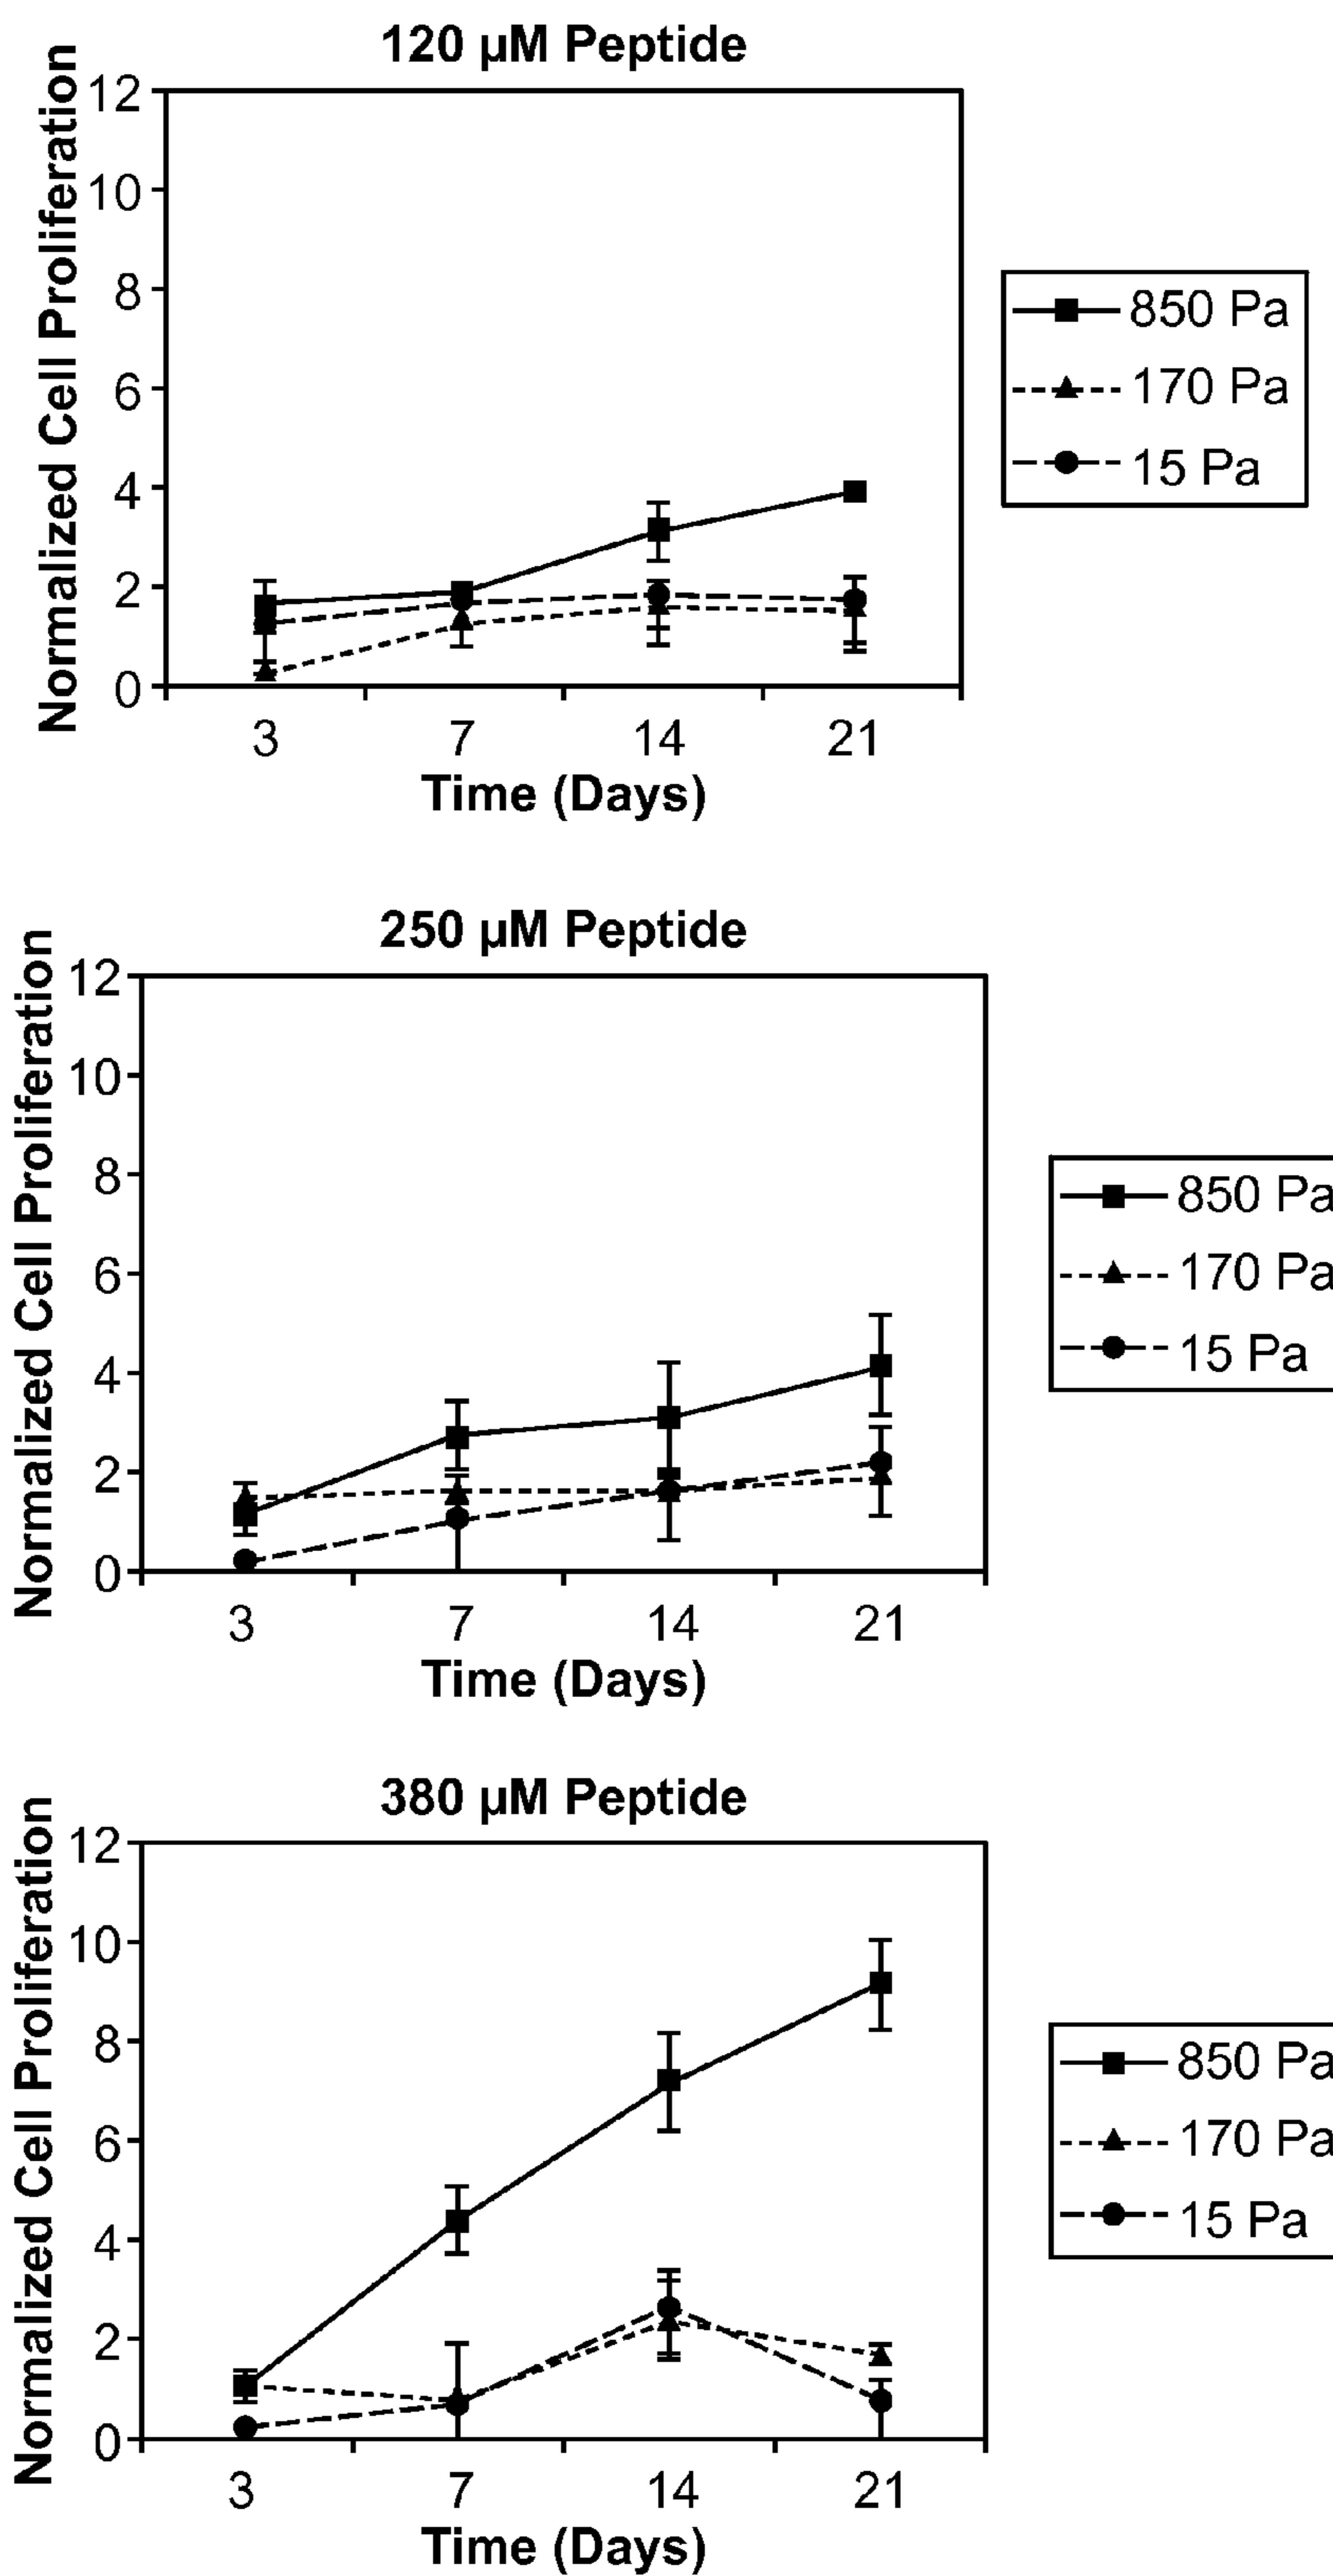 120 µM Peptide
Normalized Cell Proliferation
12
10
8
6
4
2
0
3 7 14 21
Time (Days)
850 Pa
170 Pa
15 Pa
250 µM Peptide
Normalized Cell Proliferation
12
10
8
6
4
2
0
3 7 14 21
Time (Days)
850 Pa
170 Pa
15 Pa
380 µM Peptide
Normalized Cell Proliferation
12
10
8
6
4
2
0
3 7 14 21
Time (Days)
850 Pa
170 Pa
15 Pa